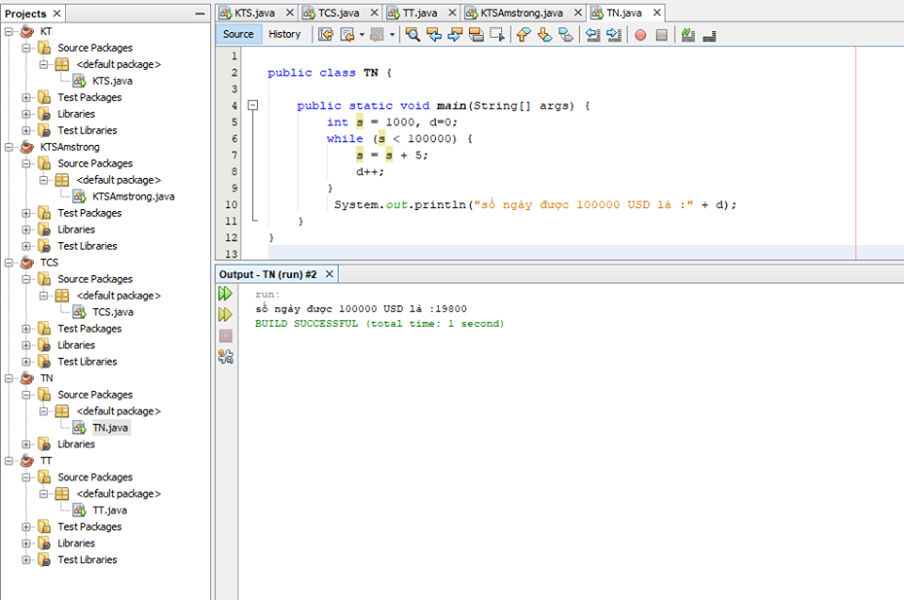 Projects
KT
Source Packages
<default package>
KTS.java
Test Packages
Libraries
Test Libraries
KTSAmstrong
Source Packages
<default package>
KTSAmstrong.java
Test Packages
Libraries
Test Libraries
TCS
Source Packages
<default package>
TCS.java
Test Packages
Libraries
Test Libraries
TN
Source Packages
<default package>
TN.java
Libraries
TT
Source Packages
<default package>
TT.java
Test Packages
Libraries
Test Libraries
KTS.java TCS.java TT.java KTSAmstrong.java TN.java
Source History
1
2 public class TN {
3
4 public static void main(String[] args) {
5 int s = 1000, d=0;
6 while (s < 100000) {
7 s = s + 5;
8 d++;
9 }
10 System.out.println("số ngày được 100000 USD là :" + d);
11 }
12 }
13
Output - TN (run) #2
run:
số ngày được 100000 USD là :19800
BUILD SUCCESSFUL (total time: 1 second)